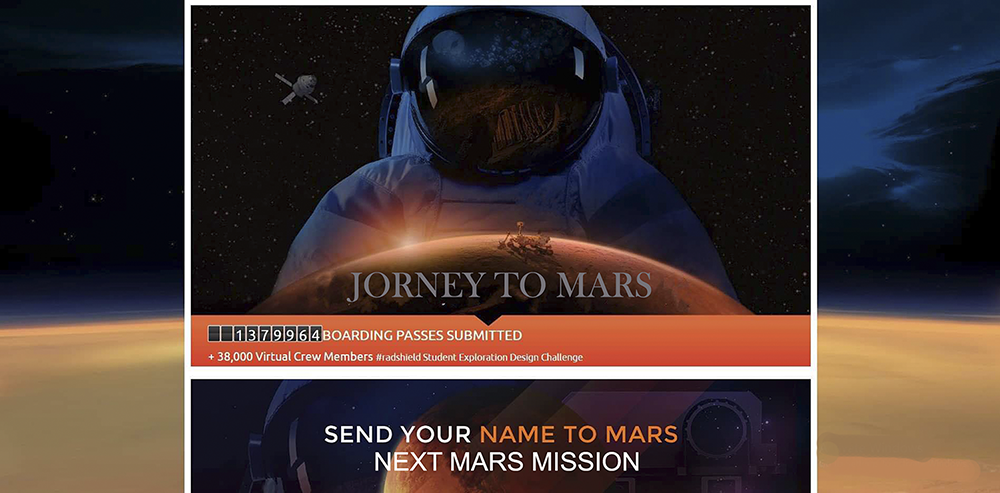 JORNEY TO MARS
1379964 BOARDING PASSES SUBMITTED
+ 38,000 Virtual Crew Members #radshield Student Exploration Design Challenge
SEND YOUR NAME TO MARS
NEXT MARS MISSION